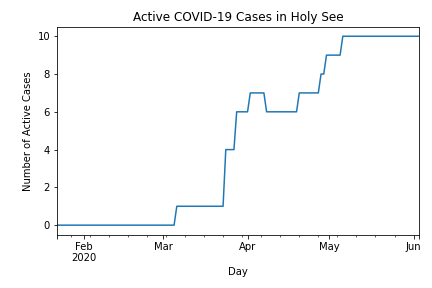 Active COVID-19 Cases in Holy See
Number of Active Cases
10
8
6
4
2
0
Feb Mar Apr May Jun
2020
Day